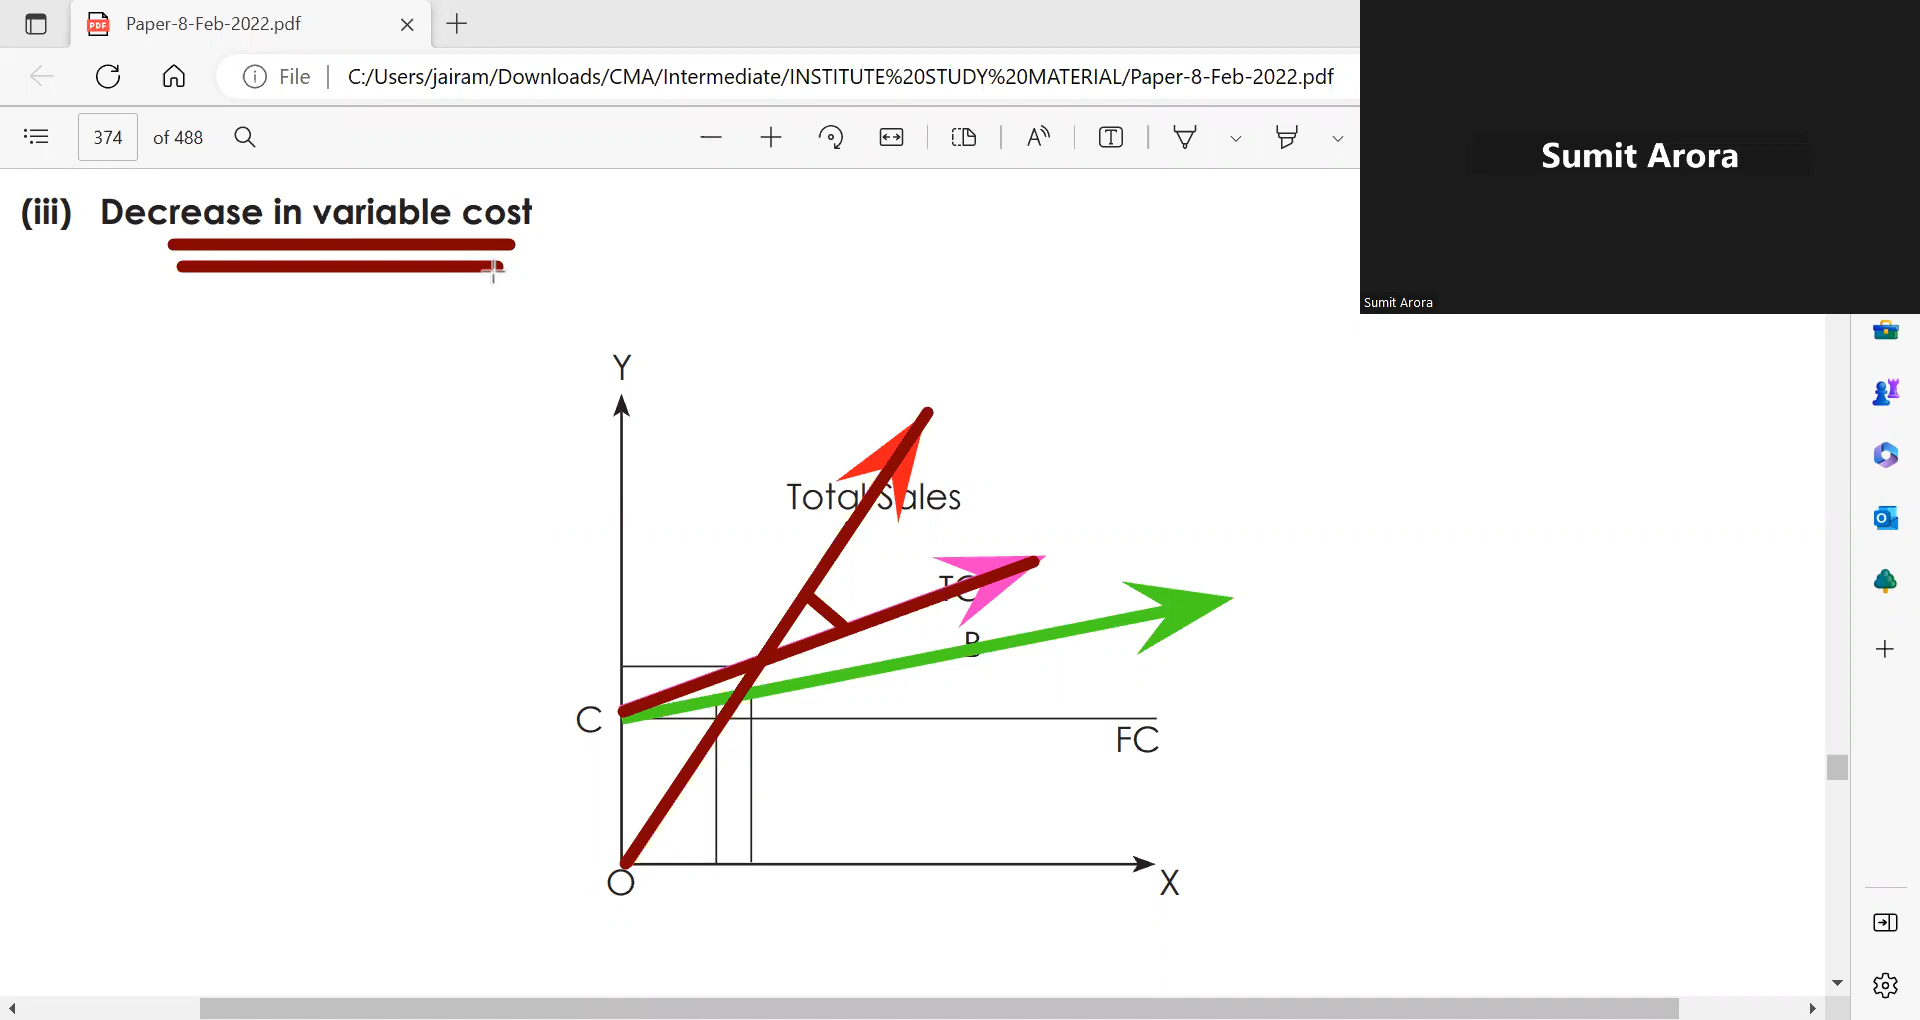 Paper-8-Feb-2022.pdf
File
C:/Users/jairam/Downloads/CMA/Intermediate/INSTITUTE%20STUDY%20MATERIAL/Paper-8-Feb-2022.pdf
374 of 488
Sumit Arora
Sumit Arora
(iii) Decrease in variable cost
Y
Total Sales
B
C
FC
O
X